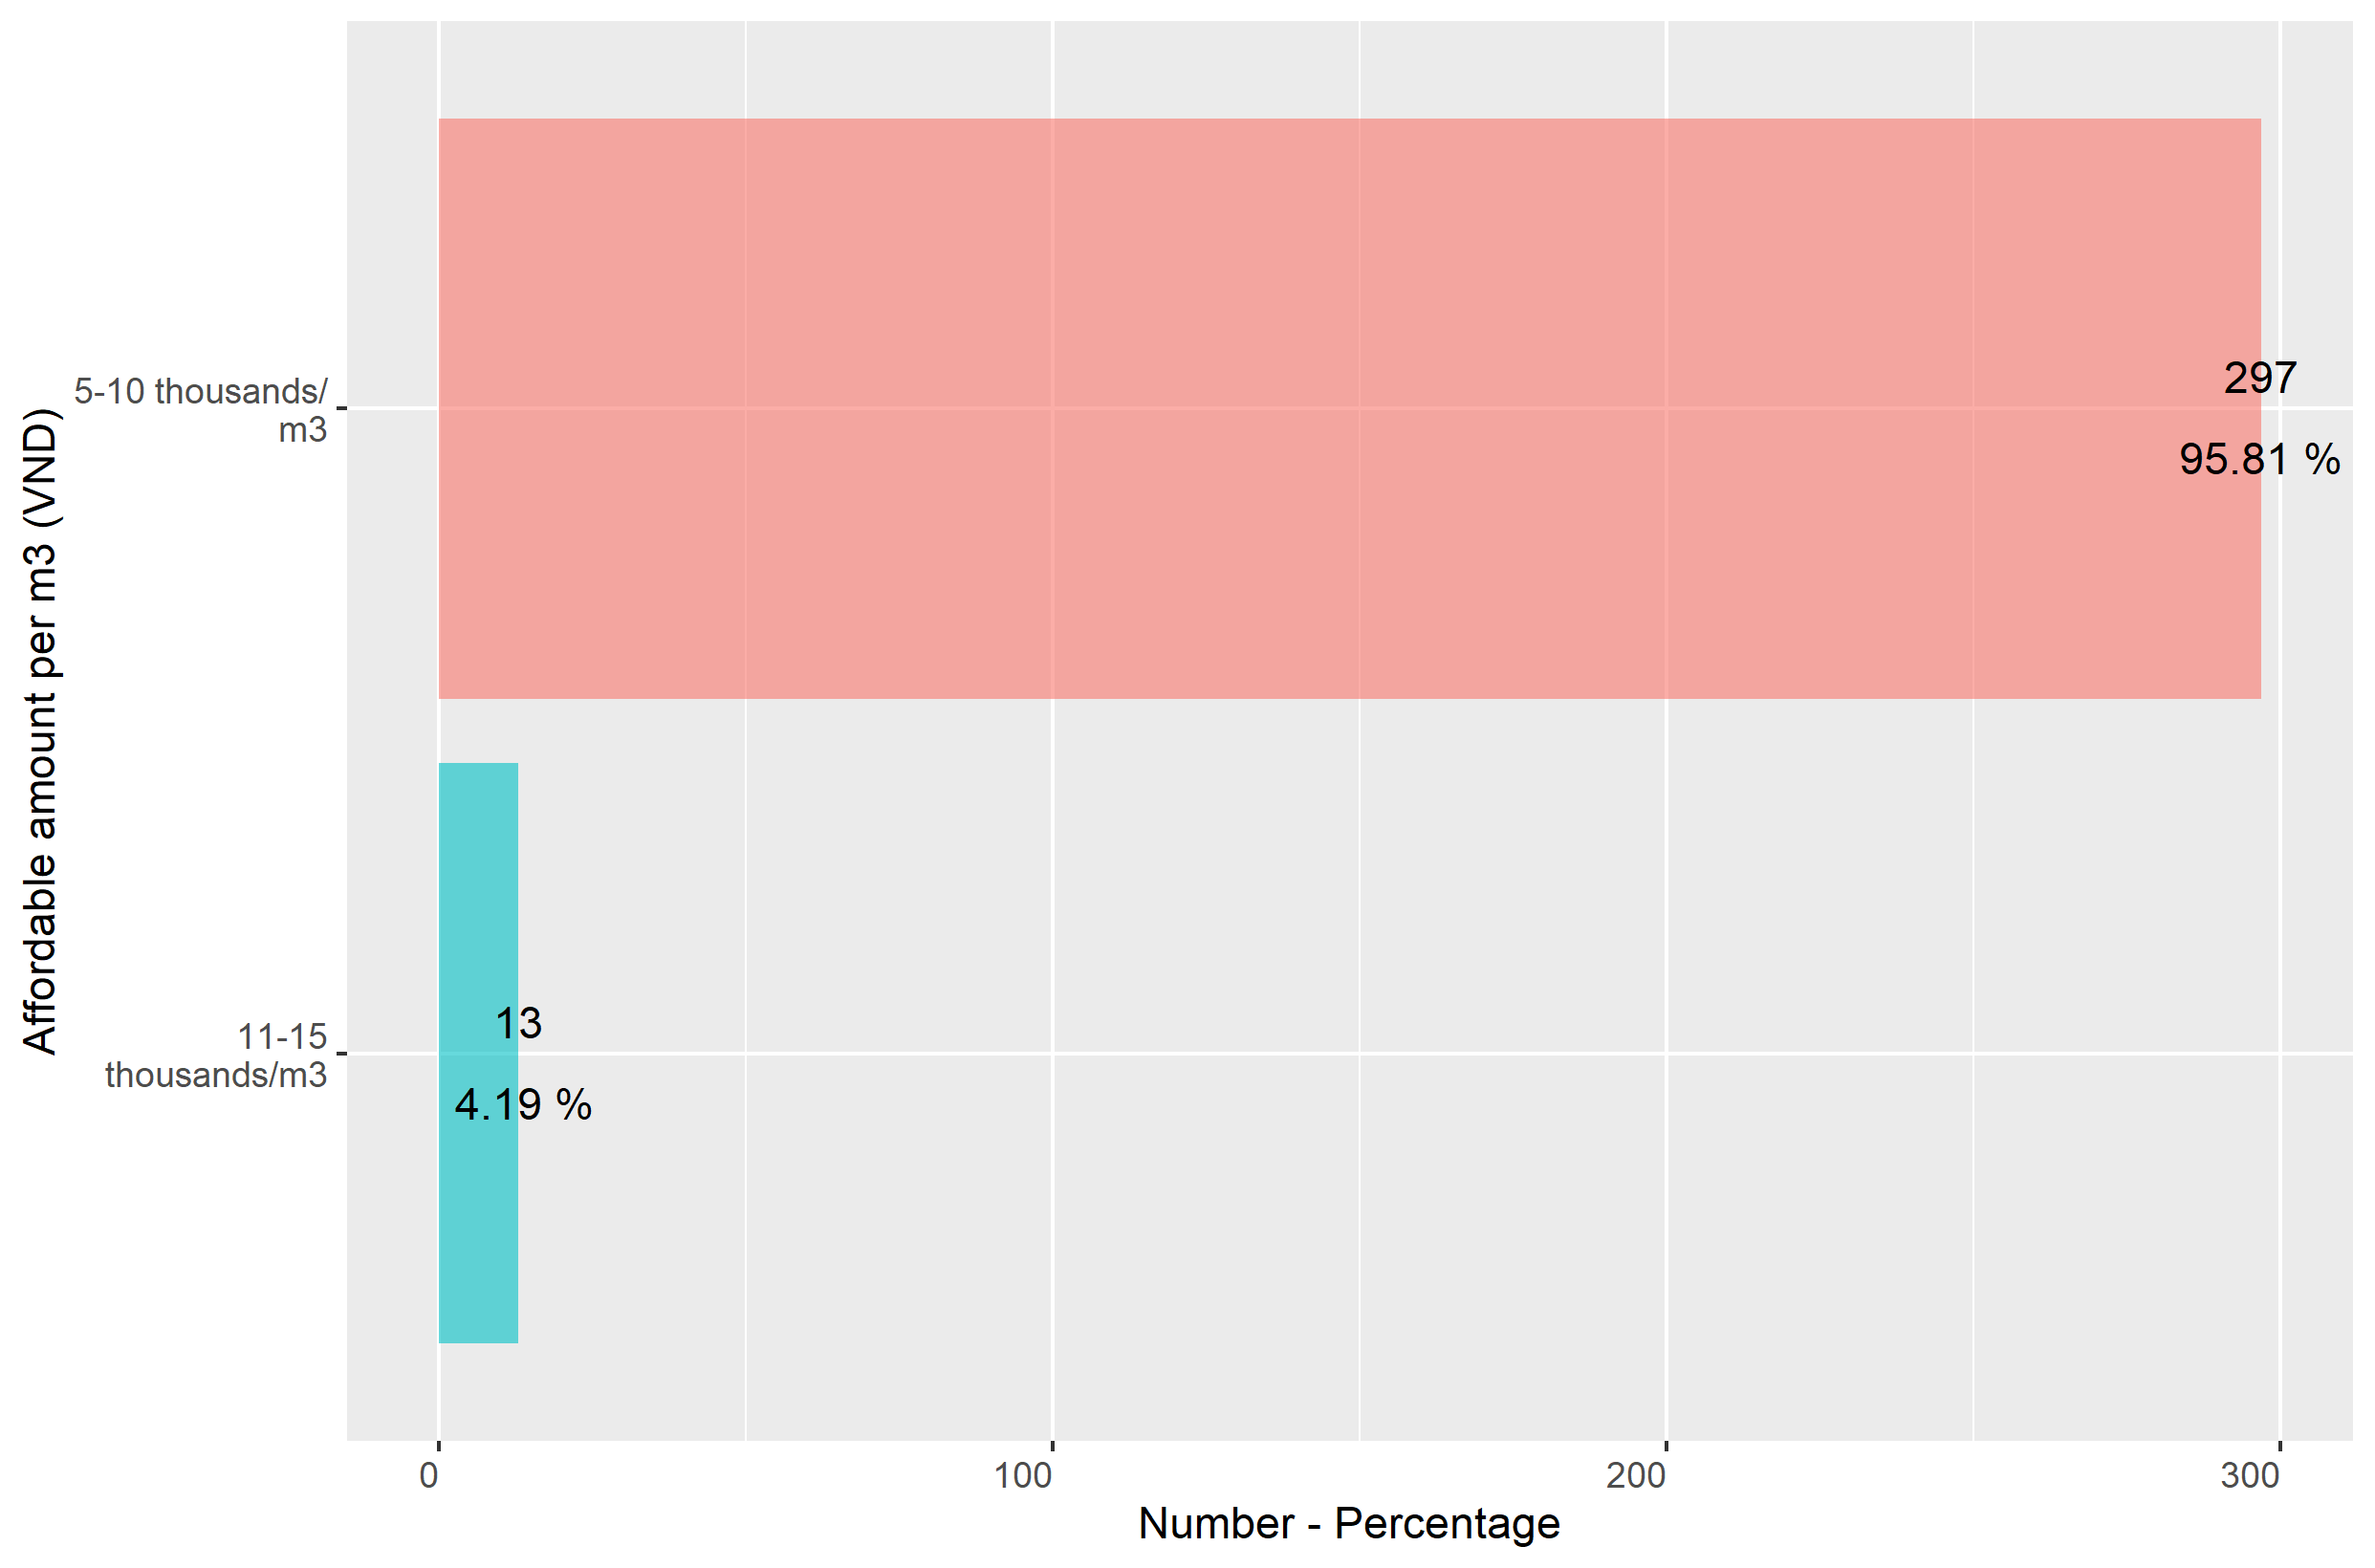 Affordable amount per m3 (VND)
5-10 thousands/
m3
297
95.81 %
11-15
thousands/m3
13
4.19 %
0
100
200
300
Number - Percentage